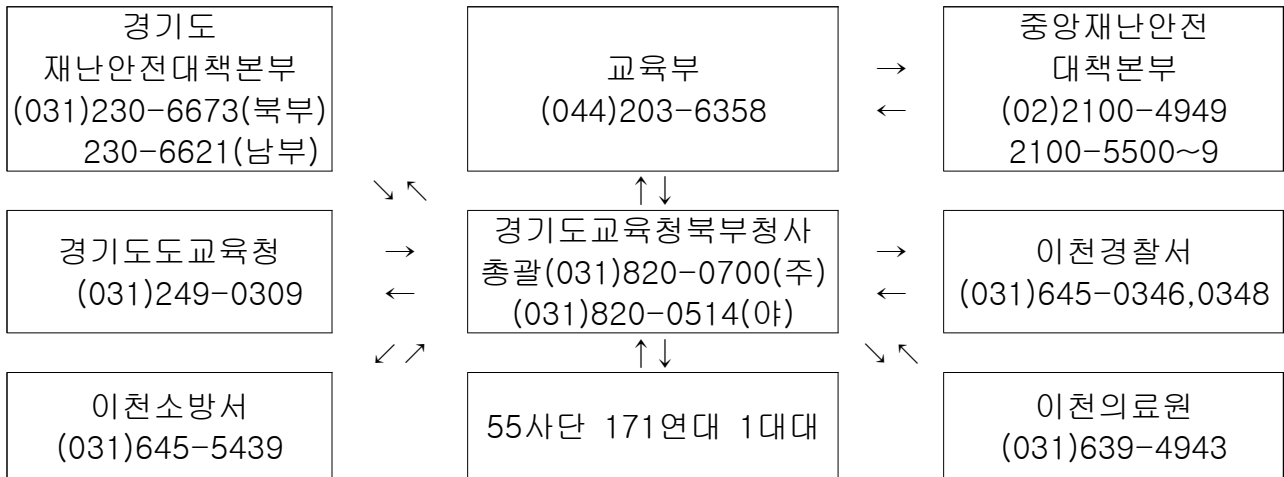 경기도
재난안전대책본부
(031)230-6673(북부)
230-6621(남부)
교육부
(044)203-6358
→
←
중앙재난안전
대책본부
(02)2100-4949
2100-5500~9
↘↖
↑↓
경기도도교육청
(031)249-0309
→
←
경기도교육청북부청사
총괄(031)820-0700(주)
(031)820-0514(야)
→
←
이천경찰서
(031)645-0346,0348
↙↗
↑↓
↘↖
이천소방서
(031)645-5439
55사단 171연대 1대대
이천의료원
(031)639-4943